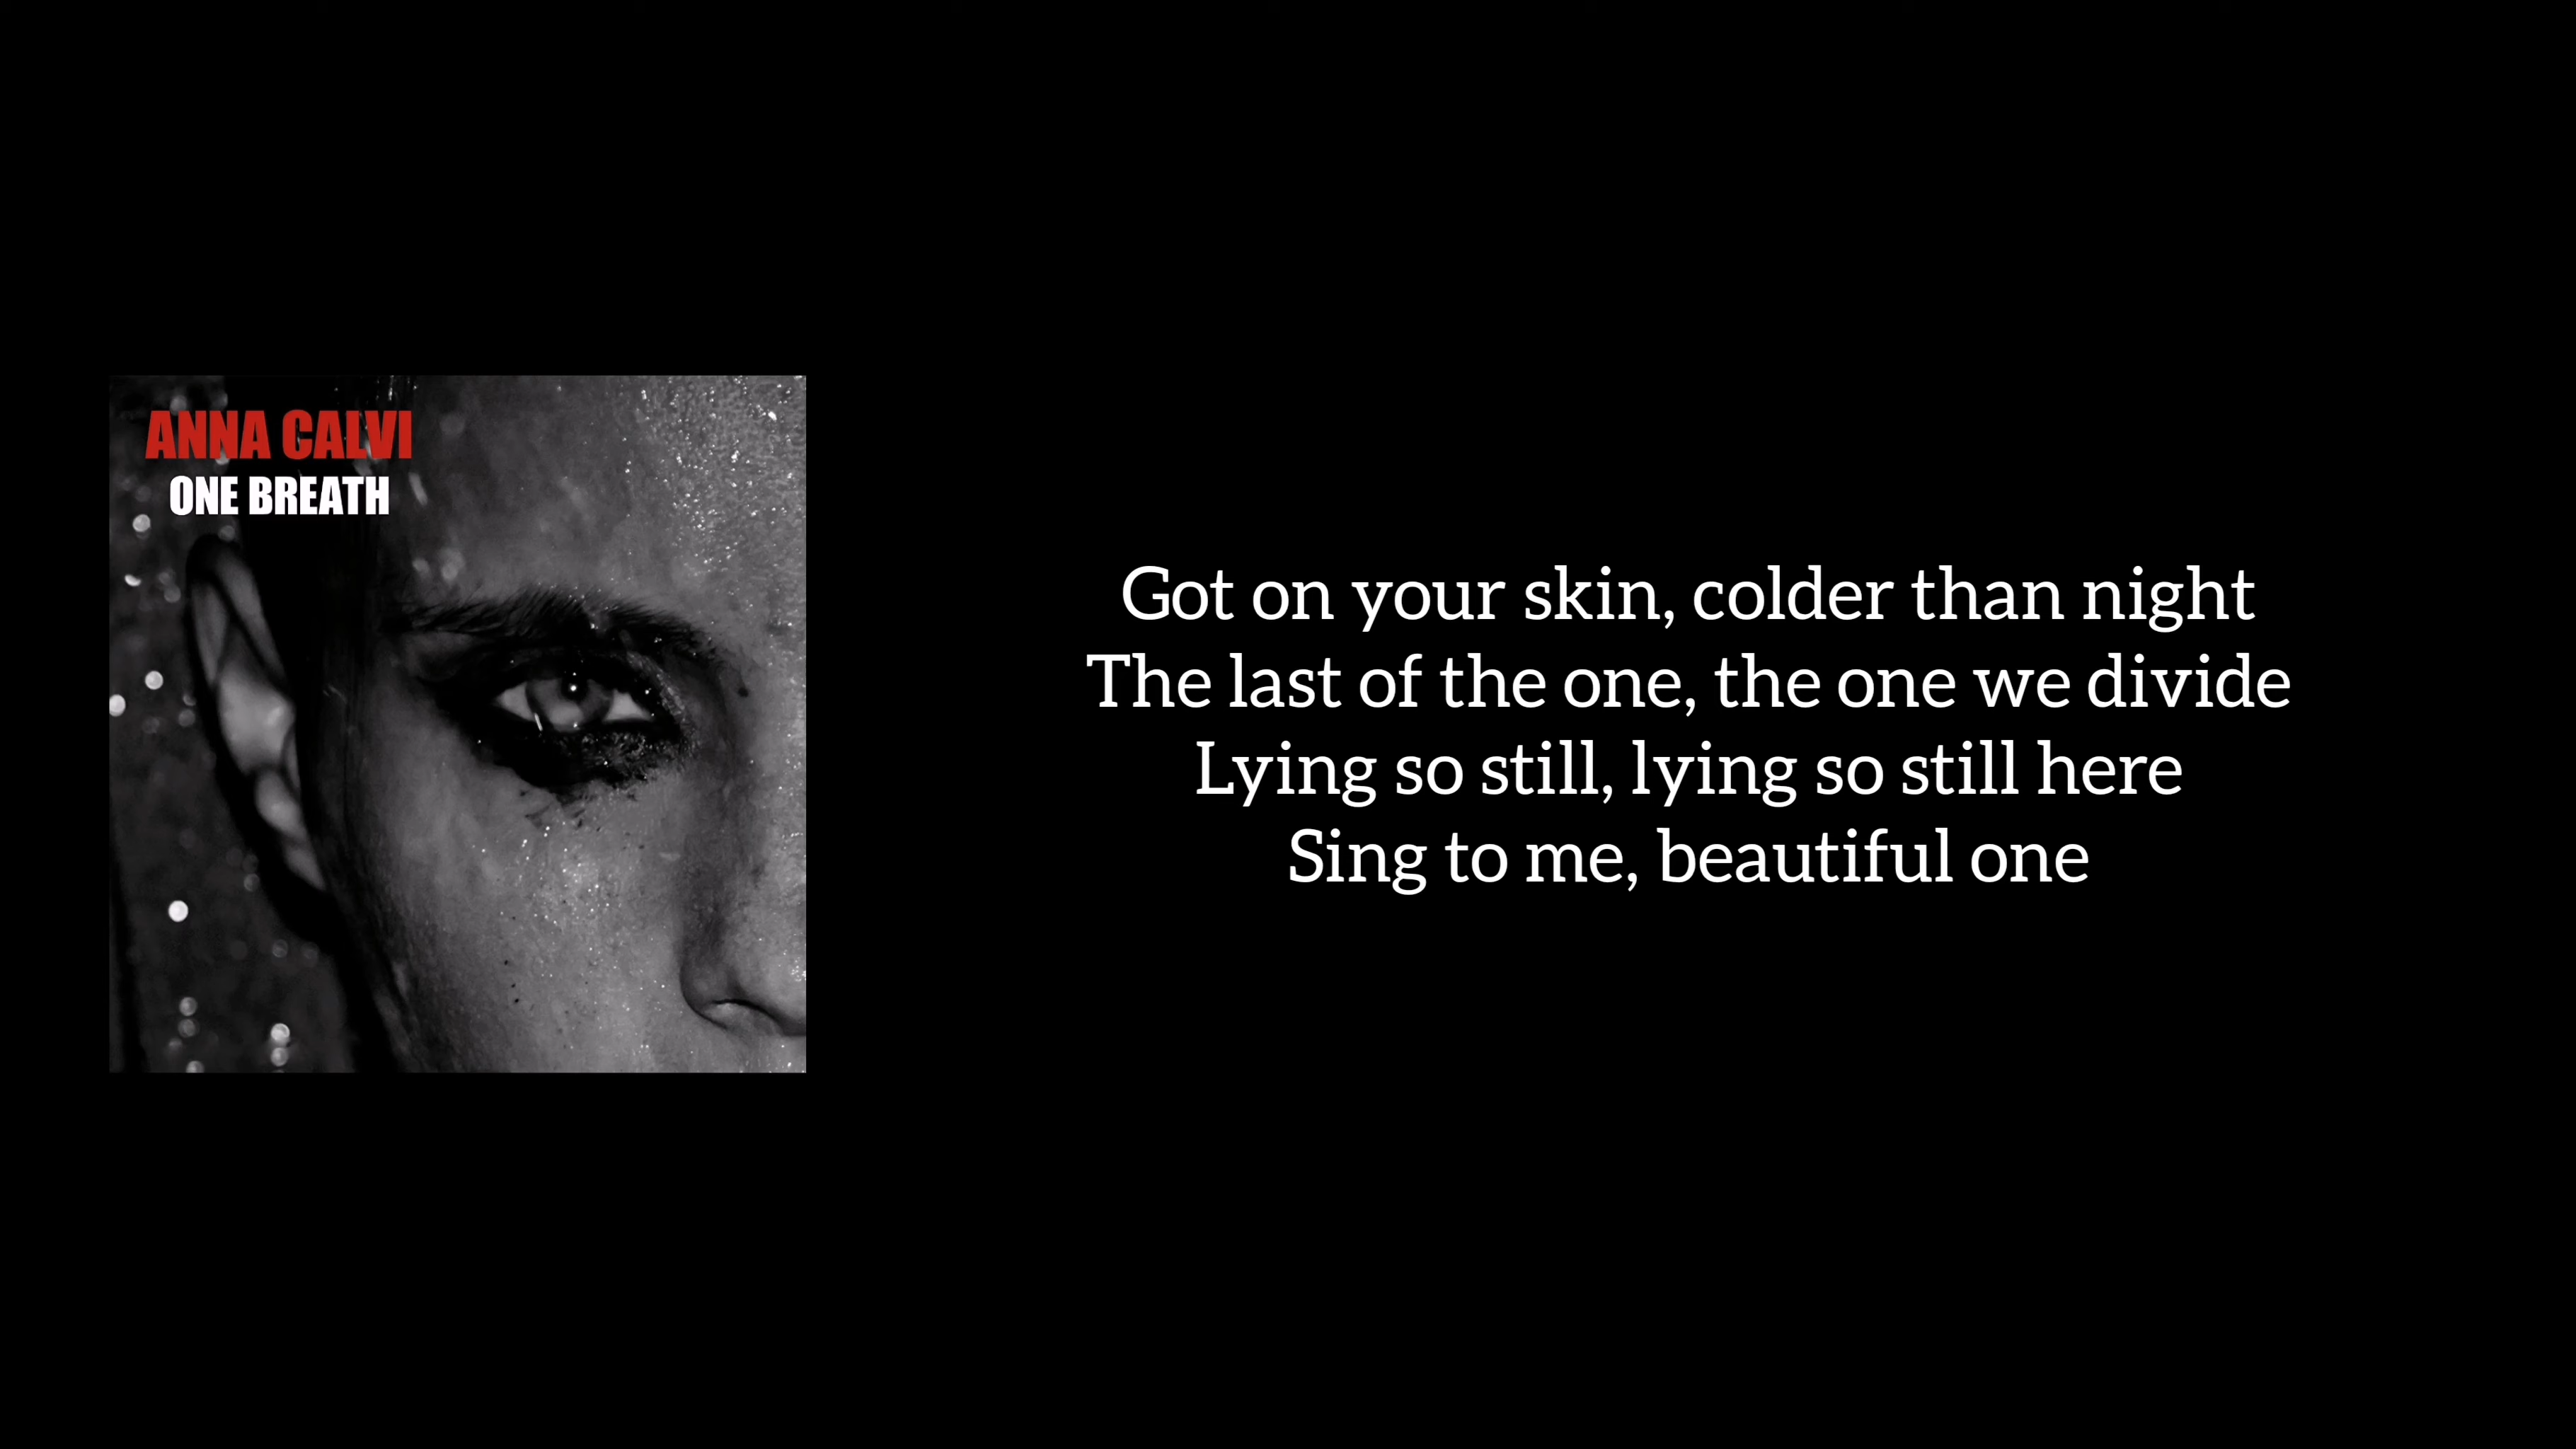 ANNA CALVI
ONE BREATH
Got on your skin, colder than night
The last of the one, the one we divide
Lying so still, lying so still here
Sing to me, beautiful one